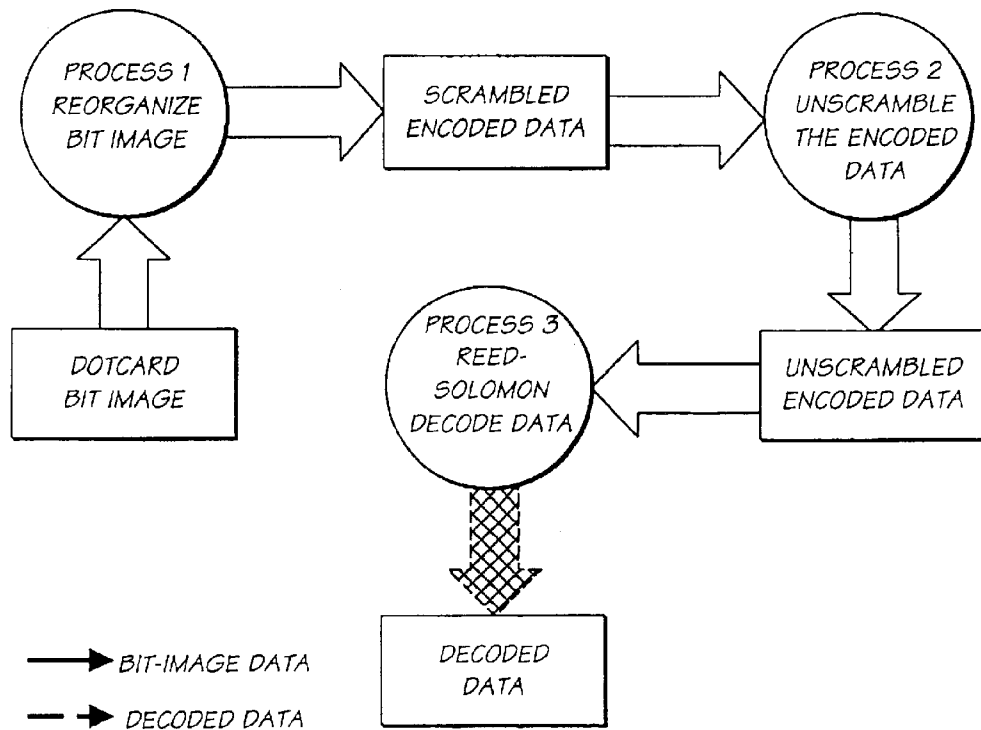 PROCESS 1
REORGANIZE
BIT IMAGE
SCRAMBLED
ENCODED DATA
PROCESS 2
UNSCRAMBLE
THE ENCODED
DATA
DOTCARD
BIT IMAGE
PROCESS 3
REED-
SOLOMON
DECODE DATA
UNSCRAMBLED
ENCODED DATA
DECODED
DATA
BIT-IMAGE DATA
DECODED DATA